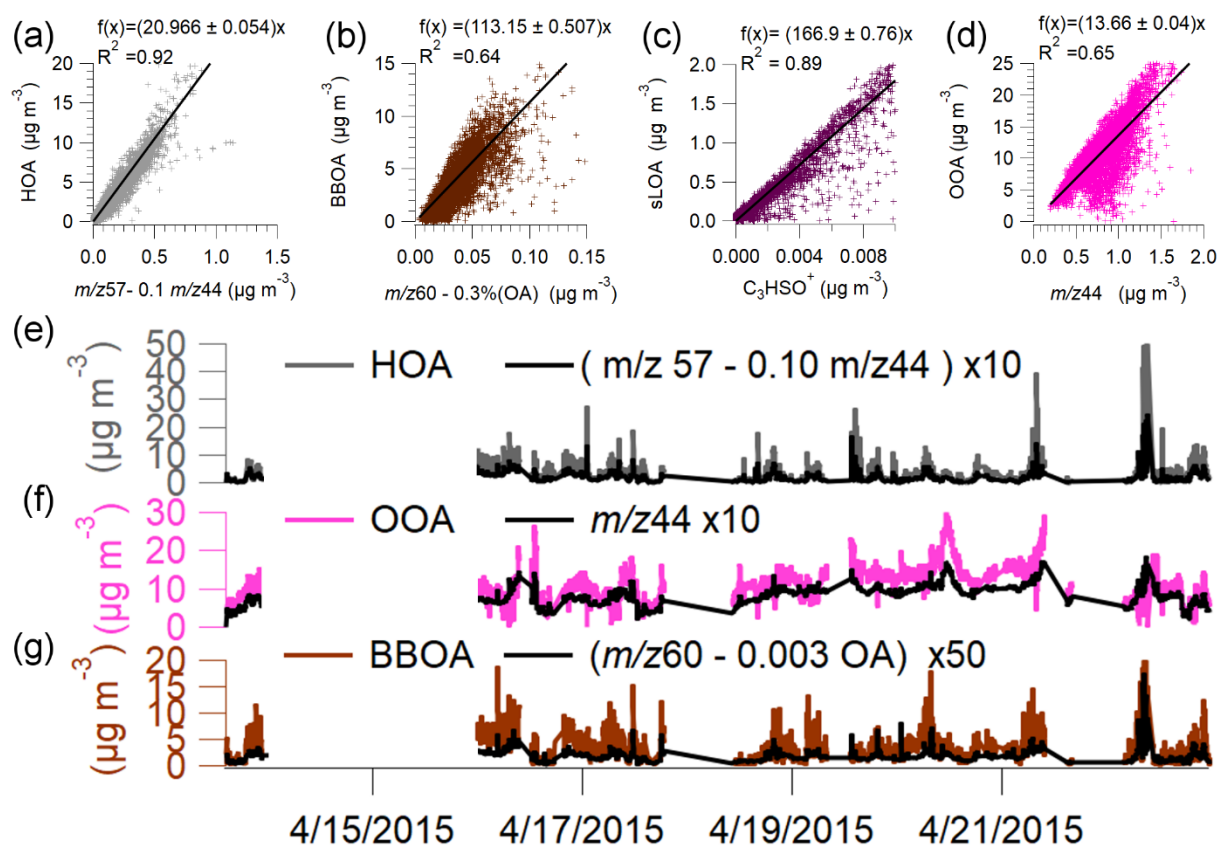 (a)
f(x)=(20.966 ± 0.054)x
R² =0.92
HOA (µg m⁻³)
20
15
10
5
0
0.0 0.5 1.0 1.5
m/z57- 0.1 m/z44 (µg m⁻³)
(b)
f(x) =(113.15 ± 0.507)x
R² =0.64
BBOA (µg m⁻³)
15
10
5
0
0.00 0.05 0.10 0.15
m/z60 - 0.3%(OA) (µg m⁻³)
(c)
f(x)= (166.9 ± 0.76)x
R² = 0.89
sLOA (µg m⁻³)
2.0
1.5
1.0
0.5
0.0
0.000 0.004 0.008
C₃HSO⁺ (µg m⁻³)
(d)
f(x)=(13.66 ± 0.04)x
R² =0.65
OOA (µg m⁻³)
25
20
15
10
5
0
0.0 0.5 1.0 1.5 2.0
m/z44 (µg m⁻³)
(e)
(µg m⁻³)
50
40
30
20
10
0
HOA ( m/z 57 - 0.10 m/z44 ) x10
(f)
(µg m⁻³)
30
20
10
0
OOA m/z44 x10
(g)
(µg m⁻³)
20
15
10
5
0
BBOA (m/z60 - 0.003 OA) x50
4/15/2015 4/17/2015 4/19/2015 4/21/2015